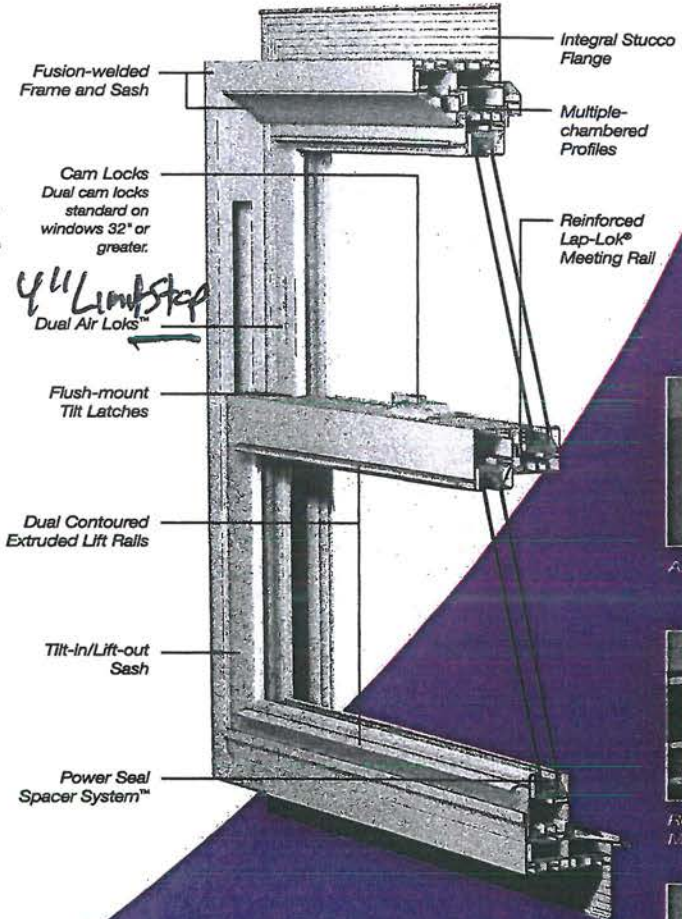 Integral Stucco
Flange
Fusion-welded
Frame and Sash
Multiple-
chambered
Profiles
Cam Locks
Dual cam locks
standard on
windows 32" or
greater.
Reinforced
Lap-Lok®
Meeting Rail
4" Limit Stop
Dual Air Loks™
Flush-mount
Tilt Latches
Dual Contoured
Extruded Lift Rails
Tilt-in/Lift-out
Sash
Power Seal
Spacer System™